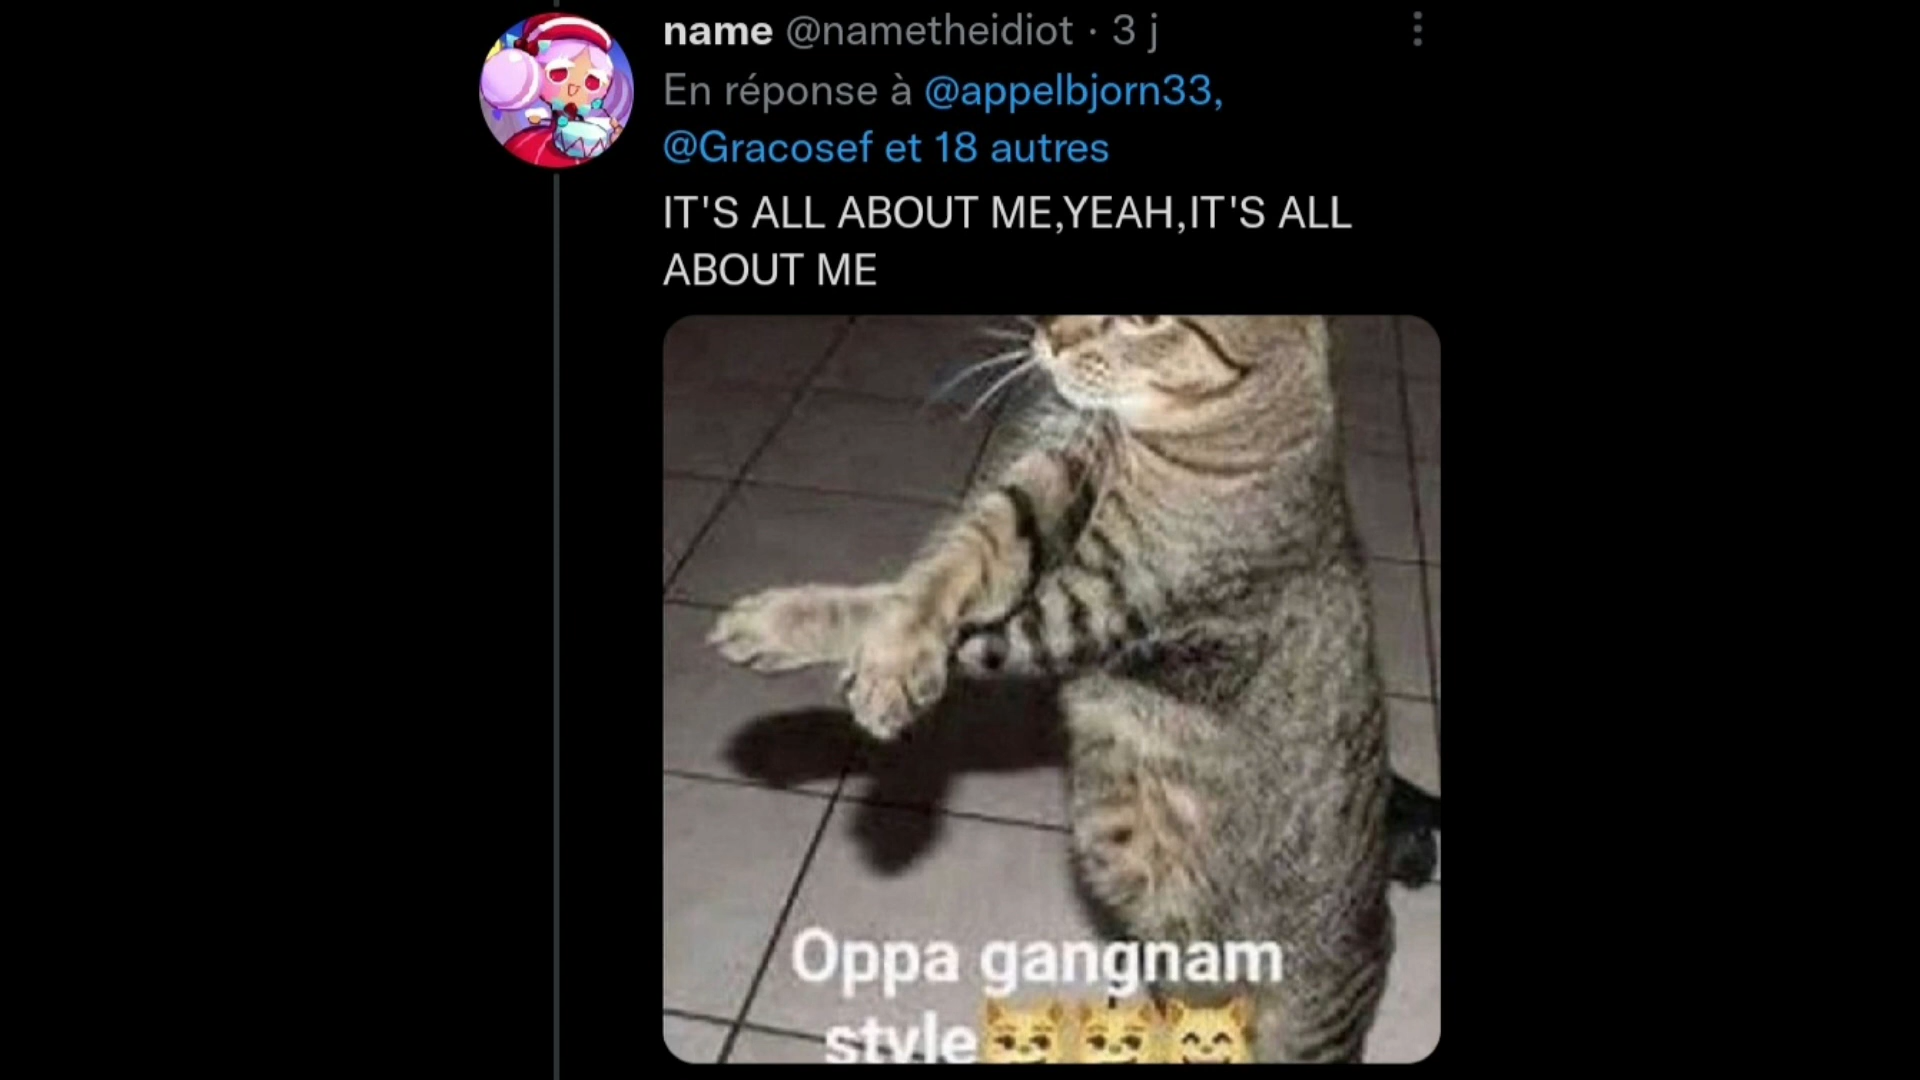 name @nametheidiot · 3 j
En réponse à @appelbjorn33,
@Gracosef et 18 autres
IT'S ALL ABOUT ME,YEAH,IT'S ALL
ABOUT ME
Oppa gangnam
style😼😼😸